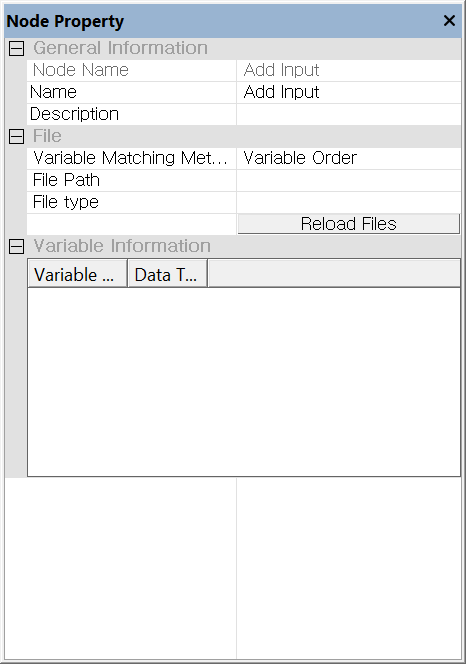 Node Property
General Information
Node Name Add Input
Name Add Input
Description
File
Variable Matching Met... Variable Order
File Path
File type
Reload Files
Variable Information
Variable ... Data T...